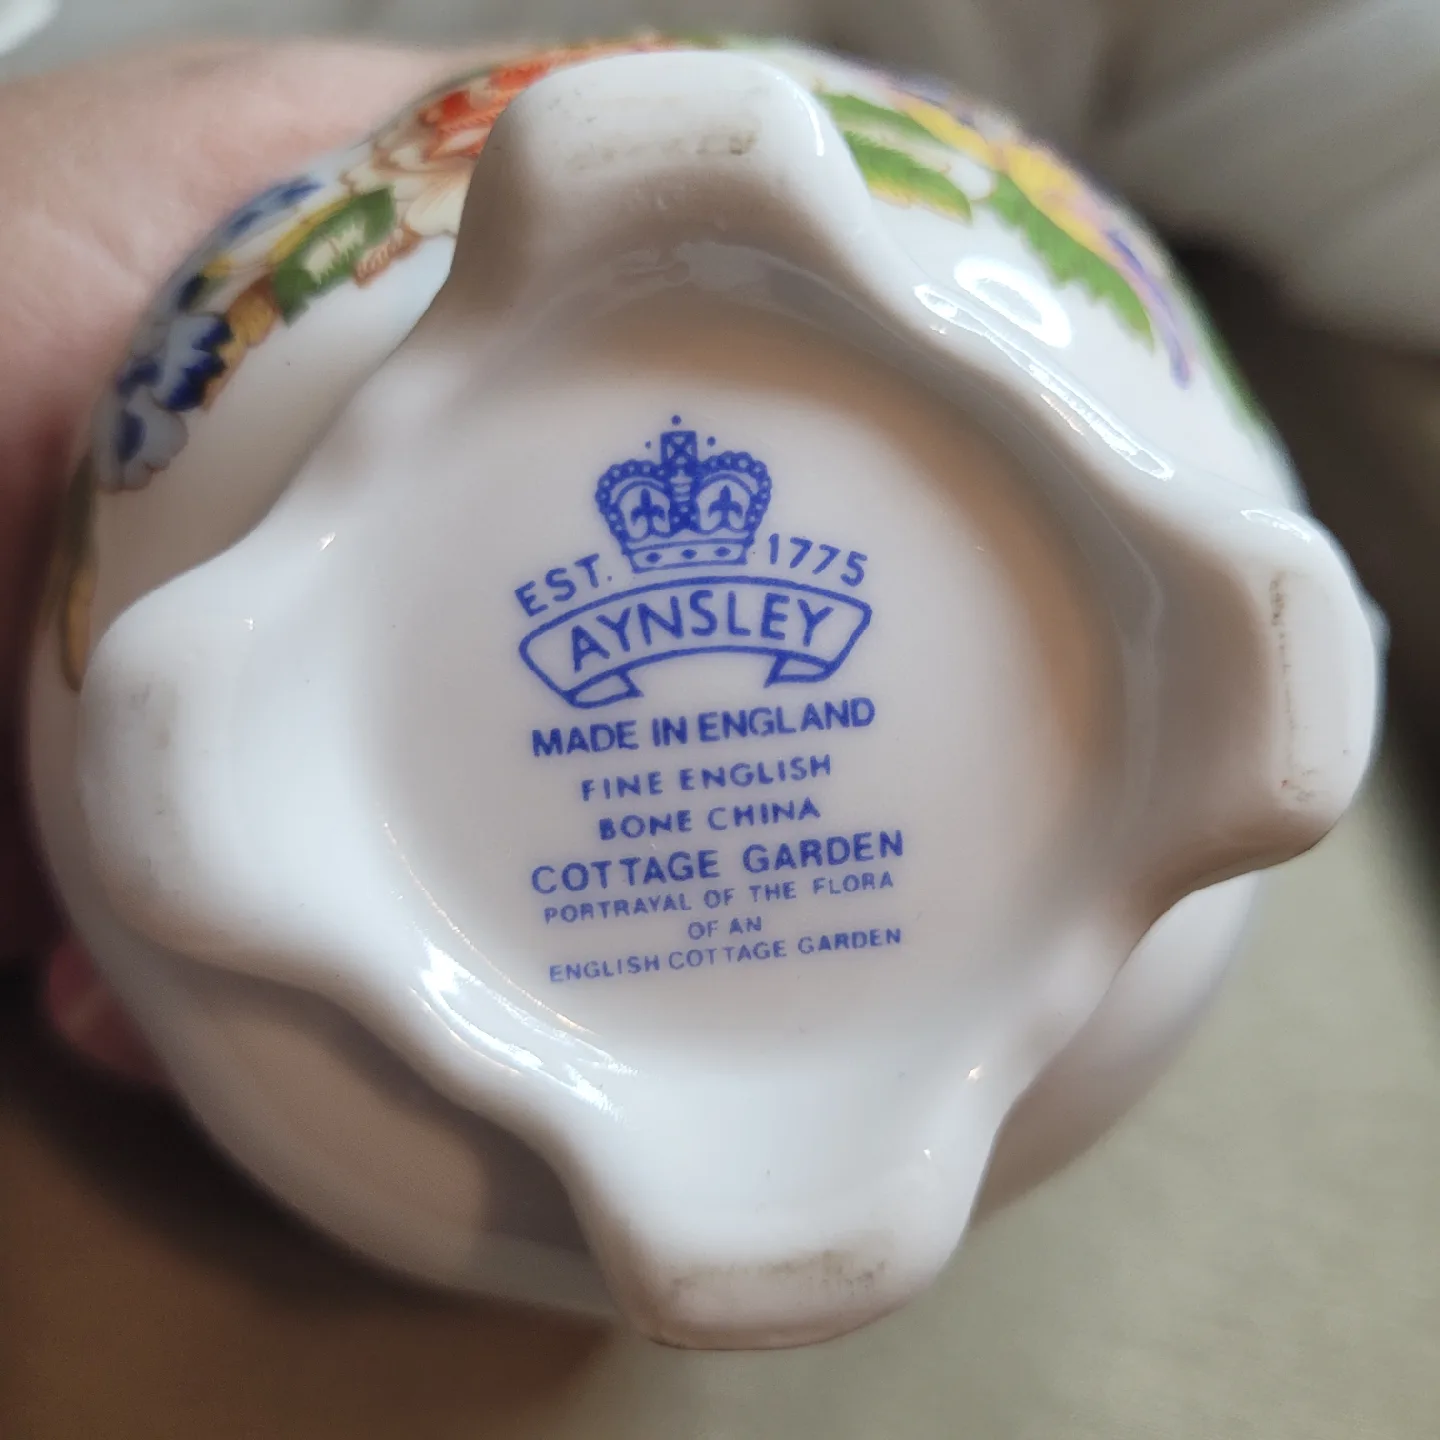 EST. 1775
AYNSLEY
MADE IN ENGLAND
FINE ENGLISH
BONE CHINA
COTTAGE GARDEN
PORTRAYAL OF THE FLORA
OF AN
ENGLISH COTTAGE GARDEN